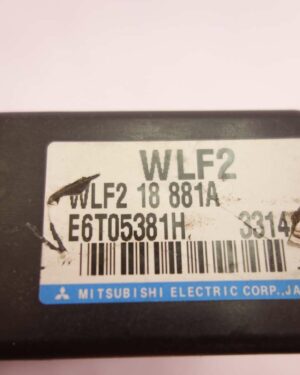 WLF2
WLF2 18 881A
E6T05381H 3314
MITSUBISHI ELECTRIC CORP., JA